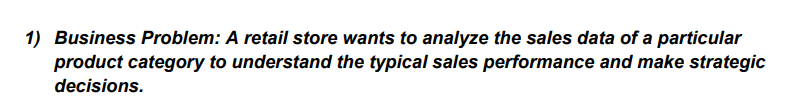 1) Business Problem: A retail store wants to analyze the sales data of a particular
product category to understand the typical sales performance and make strategic
decisions.